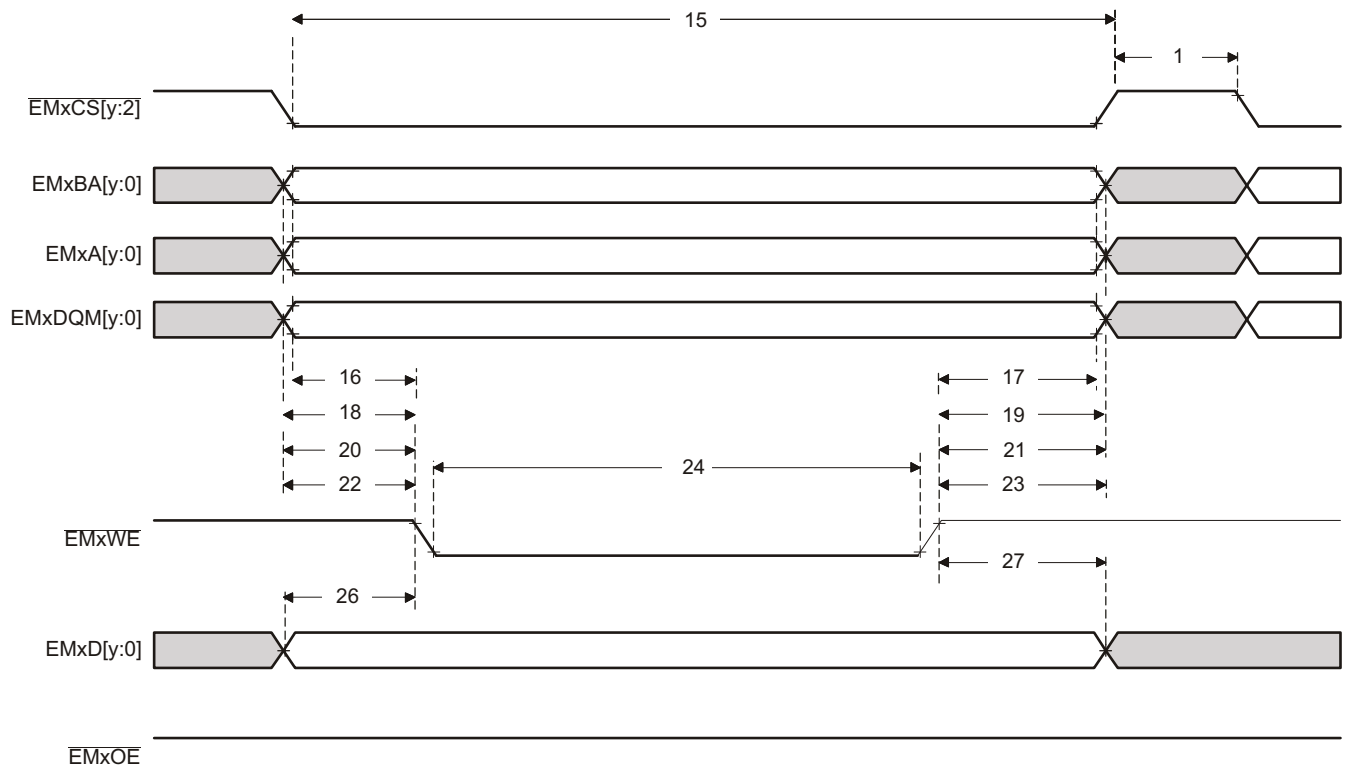 15
1
EMxCS[y:2]
EMxBA[y:0]
EMxA[y:0]
EMxDQM[y:0]
16 17
18 19
20 21
24
22 23
EMxWE
27
26
EMxD[y:0]
EMxOE